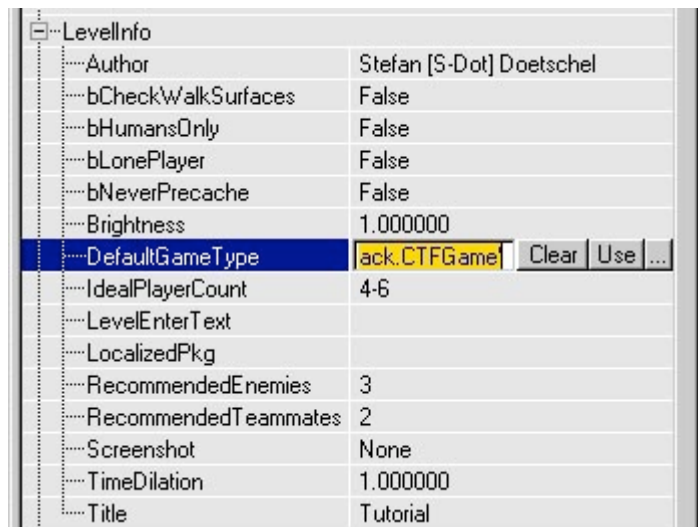 LevelInfo
Author Stefan [S-Dot] Doetschel
bCheckWalkSurfaces False
bHumansOnly False
bLonePlayer False
bNeverPrecache False
Brightness 1.000000
DefaultGameType ack.CTFGame' Clear Use ...
IdealPlayerCount 4-6
LevelEnterText
LocalizedPkg
RecommendedEnemies 3
RecommendedTeammates 2
Screenshot None
TimeDilation 1.000000
Title Tutorial